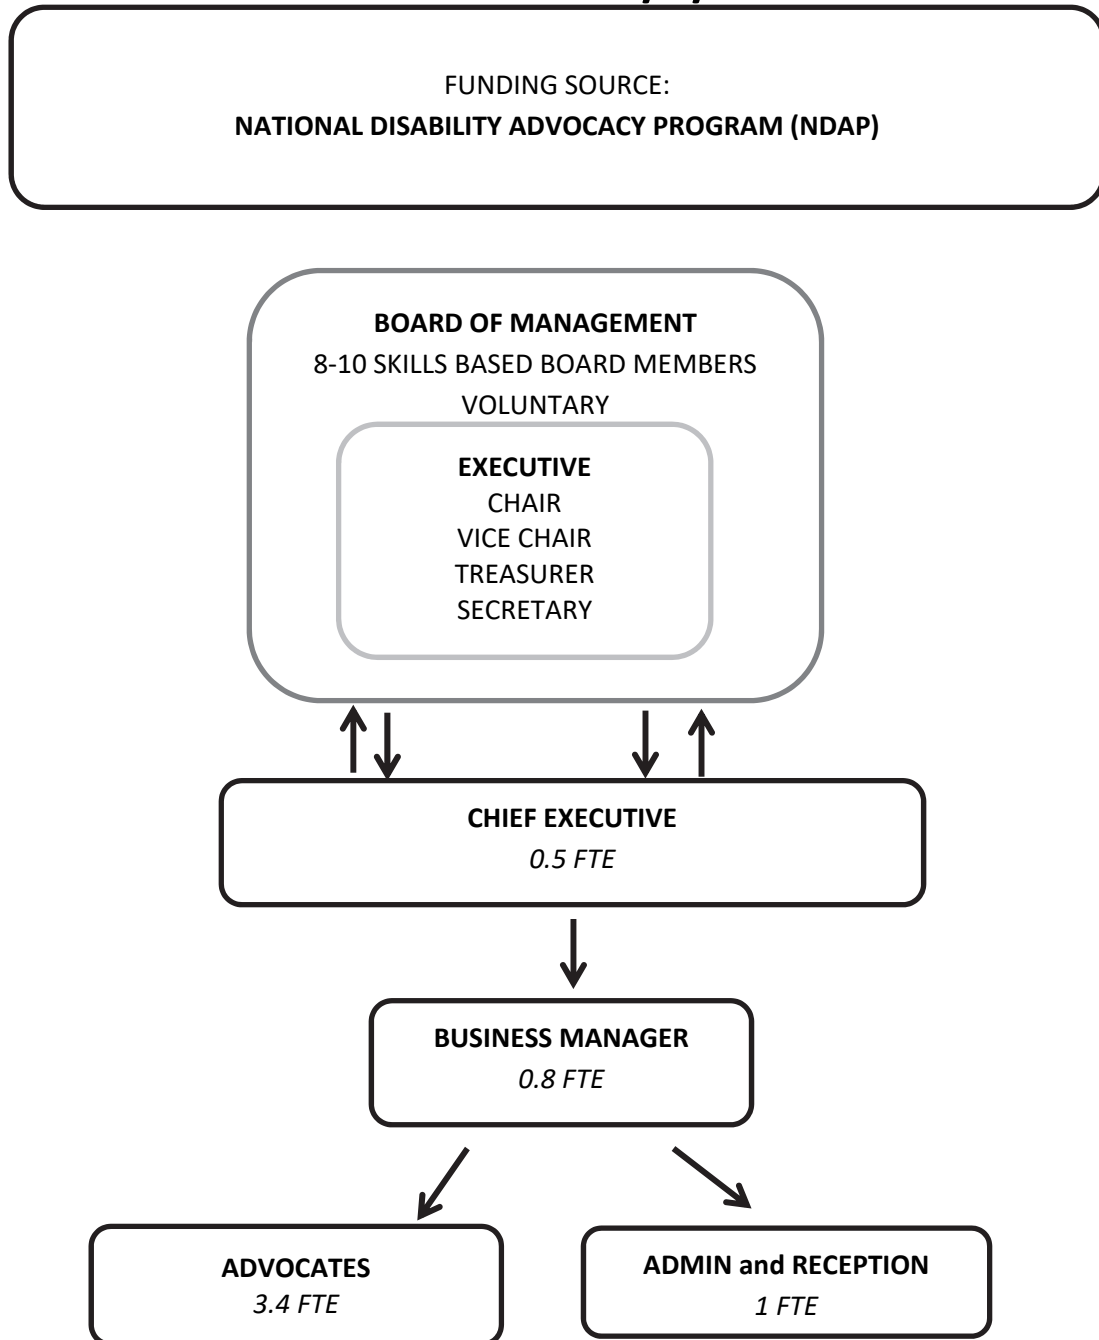 FUNDING SOURCE:
NATIONAL DISABILITY ADVOCACY PROGRAM (NDAP)
BOARD OF MANAGEMENT
8-10 SKILLS BASED BOARD MEMBERS
VOLUNTARY
EXECUTIVE
CHAIR
VICE CHAIR
TREASURER
SECRETARY
CHIEF EXECUTIVE
0.5 FTE
BUSINESS MANAGER
0.8 FTE
ADVOCATES
3.4 FTE
ADMIN and RECEPTION
1 FTE